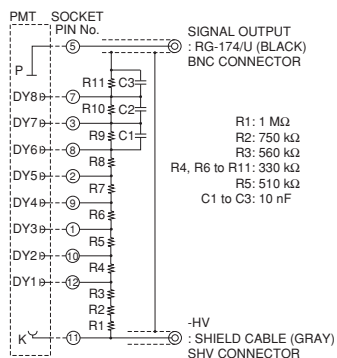 PMT SOCKET
PIN No.
SIGNAL OUTPUT
: RG-174/U (BLACK)
BNC CONNECTOR
5
P
R11 C3
DY8 7
R10 C2
DY7 3
R9 C1
DY6 8
R8
DY5 2
R7
DY4 9
R6
DY3 1
R5
DY2 10
R4
DY1 12
R3
R2
R1
K 11
R1: 1 MΩ
R2: 750 kΩ
R3: 560 kΩ
R4, R6 to R11: 330 kΩ
R5: 510 kΩ
C1 to C3: 10 nF
-HV
: SHIELD CABLE (GRAY)
SHV CONNECTOR